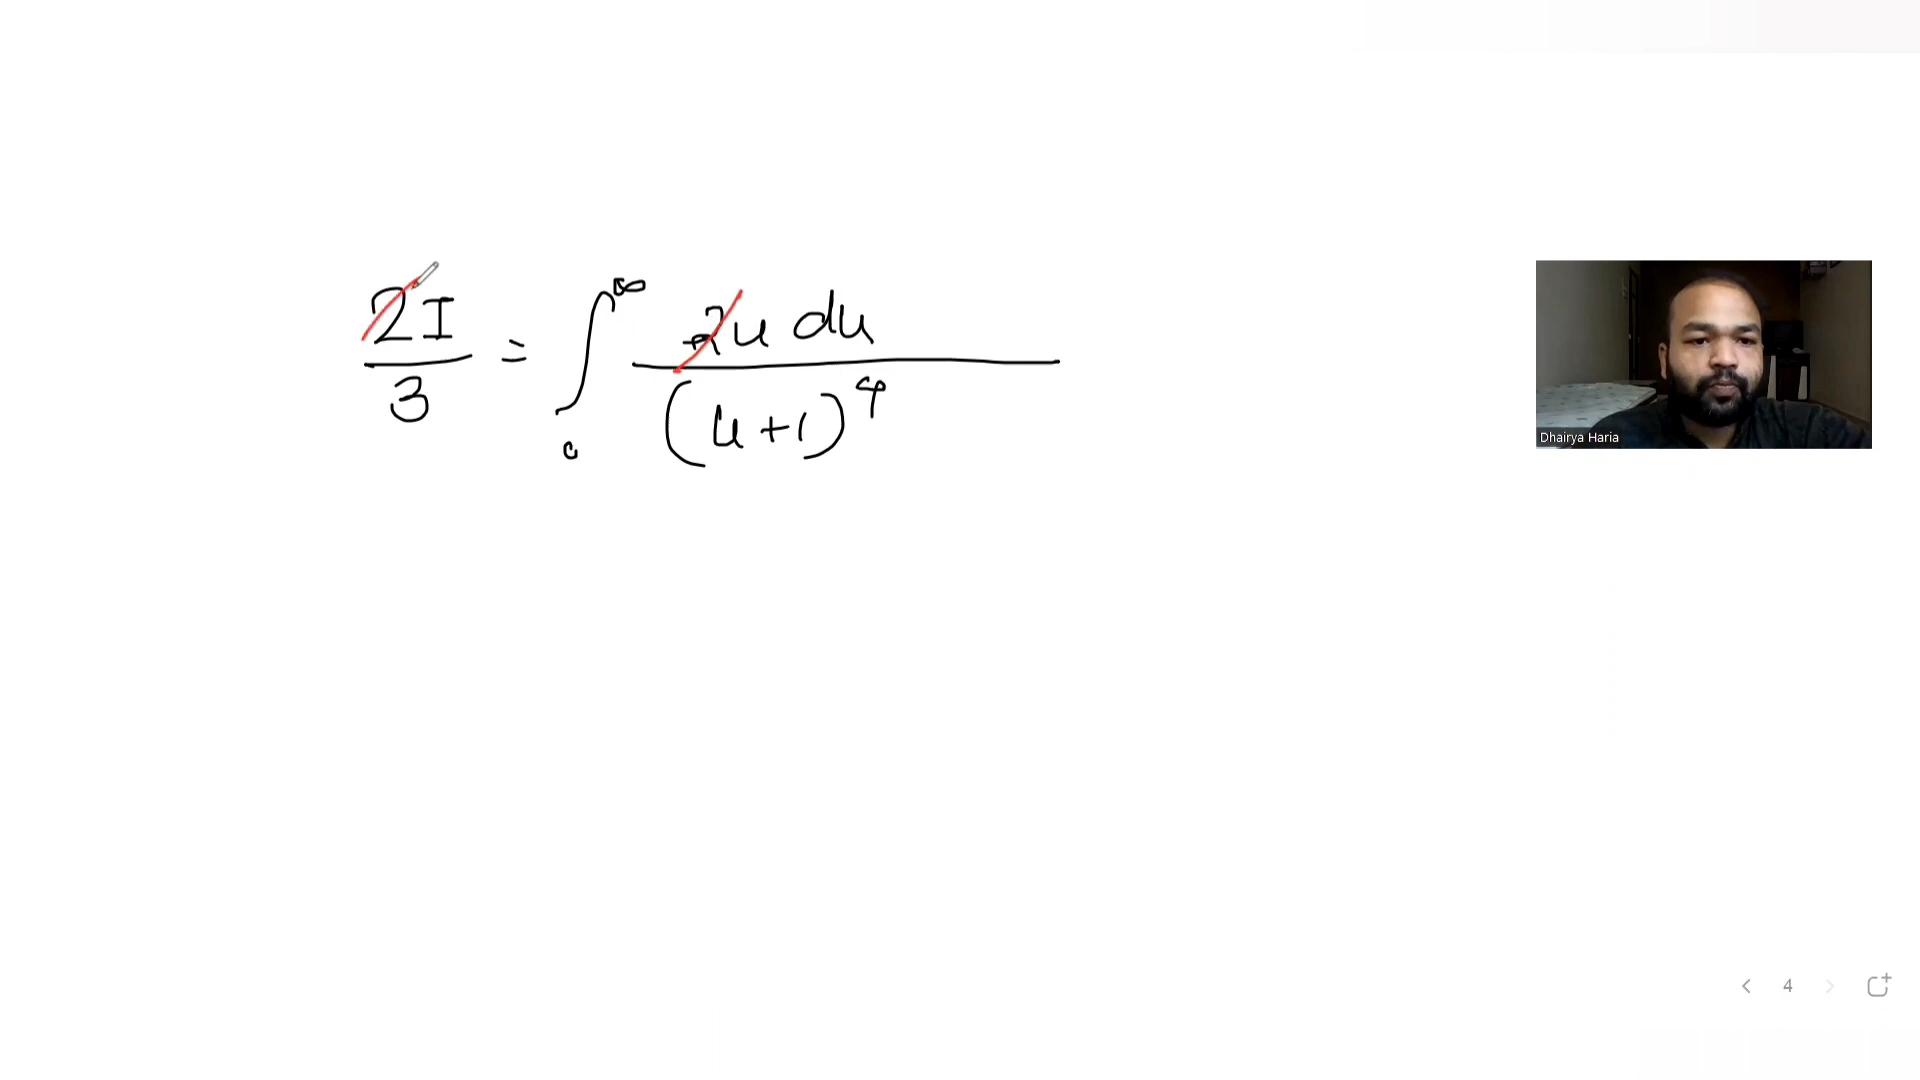 2I/3 = ∫₀^∞ 2u du/(u+1)^4
Dhairya Haria
4